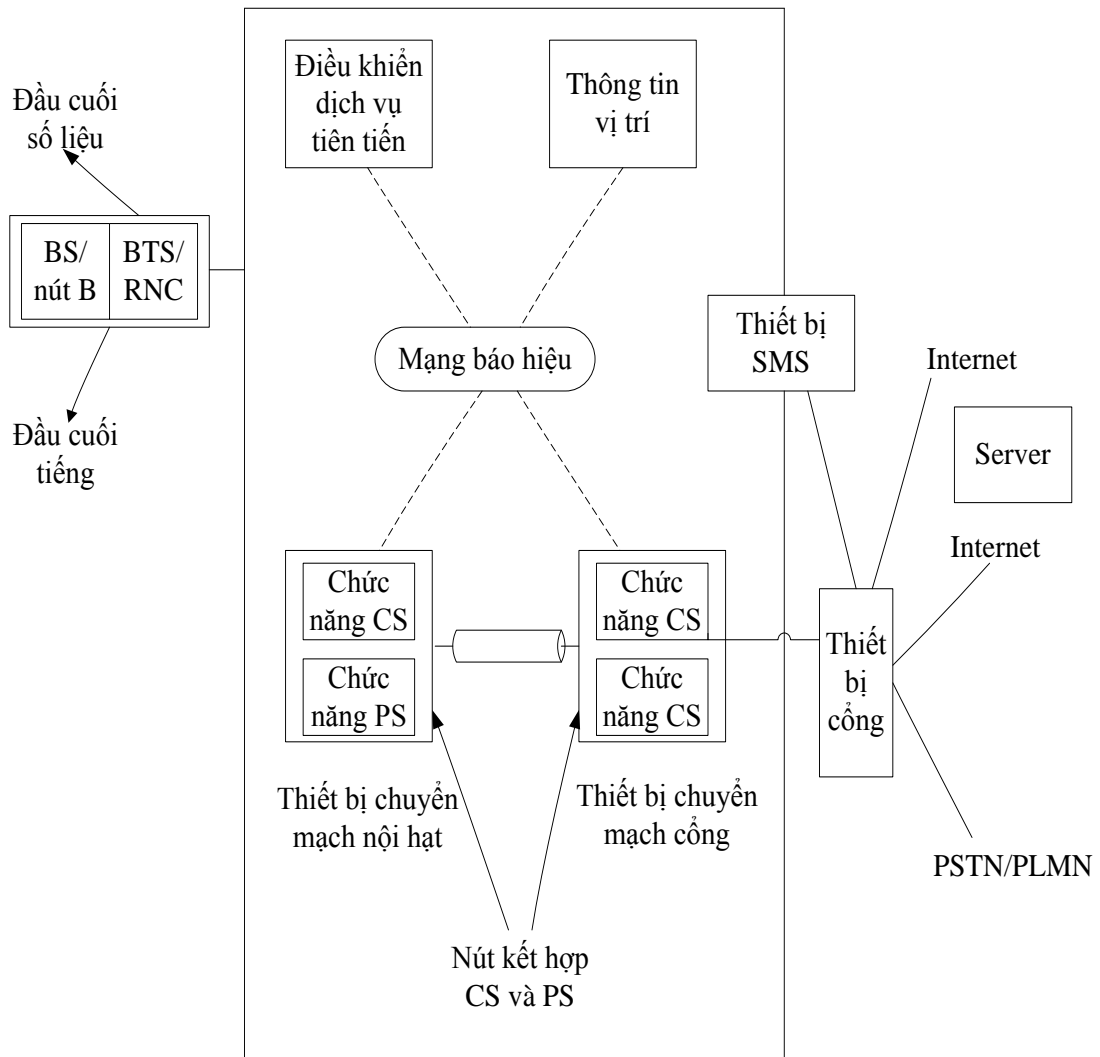 Điều khiển
dịch vụ
tiên tiến
Thông tin
vị trí
Đầu cuối
số liệu
BS/
nút B
BTS/
RNC
Đầu cuối
tiếng
Mạng báo hiệu
Thiết bị
SMS
Internet
Server
Internet
Chức
năng CS
Chức
năng PS
Chức
năng CS
Chức
năng CS
Thiết
bị
cổng
Thiết bị chuyển
mạch nội hạt
Thiết bị chuyển
mạch cổng
PSTN/PLMN
Nút kết hợp
CS và PS